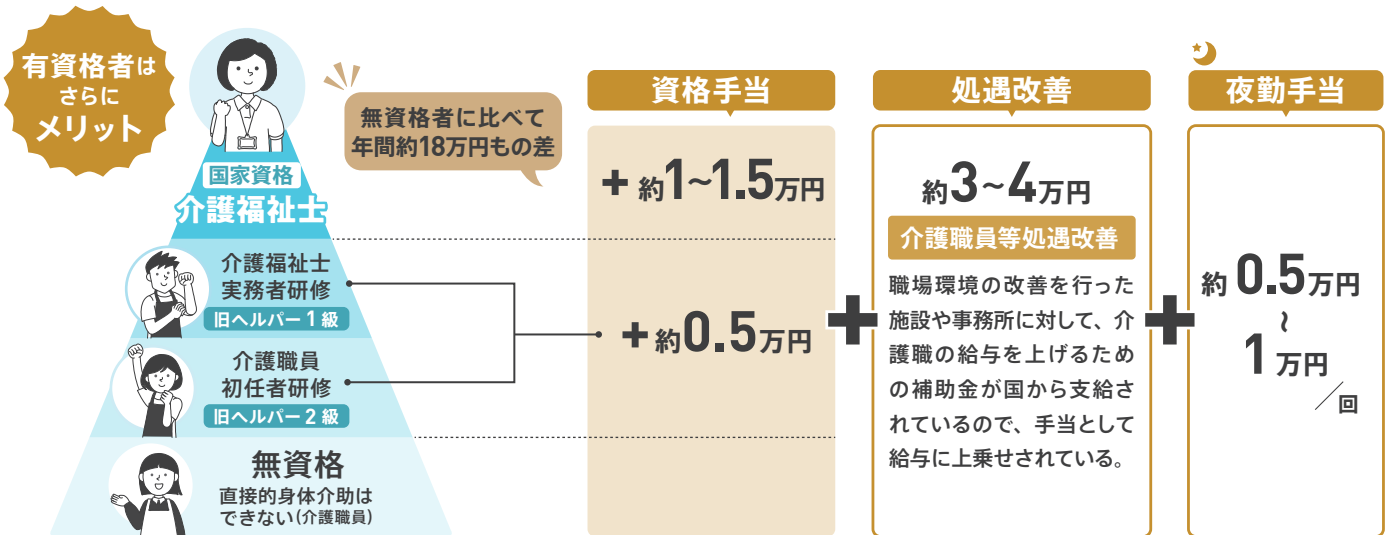 有資格者は
さらに
メリット
国家資格
介護福祉士
無資格者に比べて
年間約18万円もの差
介護福祉士
実務者研修
旧ヘルパー1級
介護職員
初任者研修
旧ヘルパー2級
無資格
直接的身体介助は
できない(介護職員)
資格手当
+ 約1~1.5万円
+ 約0.5万円
+
処遇改善
約3~4万円
介護職員等処遇改善
職場環境の改善を行った
施設や事務所に対して、介
護職の給与を上げるため
の補助金が国から支給さ
れているので、手当として
給与に上乗せされている。
+
夜勤手当
約 0.5万円
~
1万円
/回